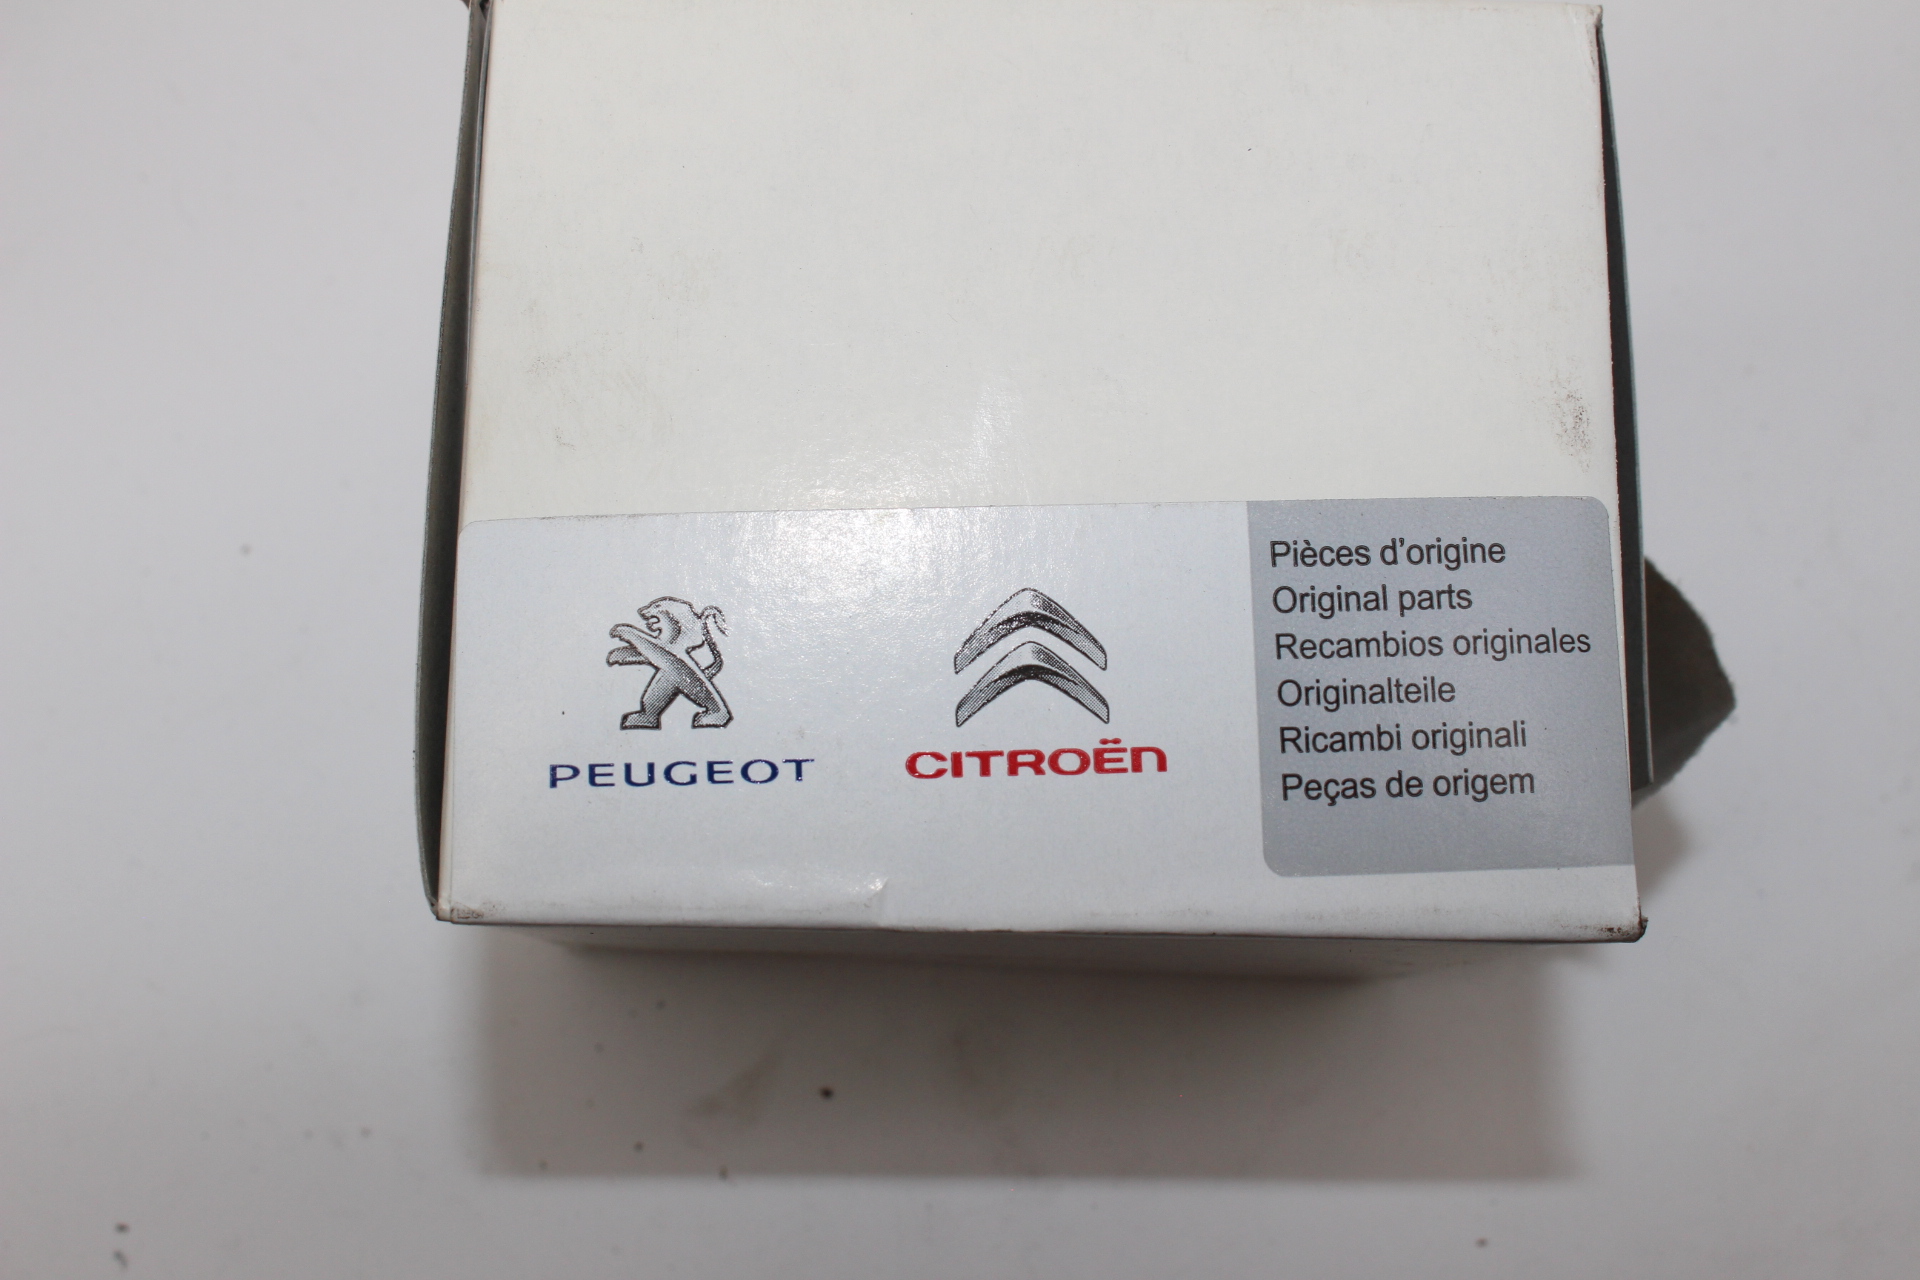 PEUGEOT
CITROËN
Pièces d'origine
Original parts
Recambios originales
Originalteile
Ricambi originali
Peças de origem